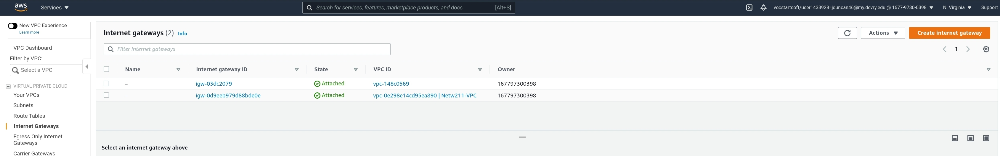 aws
Services
Search for services, features, marketplace products, and docs [Alt+S]
vocstartsoft/user1433928=jduncan46@my.devry.edu @ 1677-9730-0398
N. Virginia
Support
New VPC Experience
Learn more
VPC Dashboard
Filter by VPC:
Select a VPC
VIRTUAL PRIVATE CLOUD
Your VPCs
Subnets
Route Tables
Internet Gateways
Egress Only Internet
Gateways
Carrier Gateways
Internet gateways (2) Info
Actions
Create internet gateway
Filter internet gateways
1
Name Internet gateway ID State VPC ID Owner
– igw-03dc2079 Attached vpc-148c0569 167797300398
– igw-0d9eeb979d88bde0e Attached vpc-0e298e14cd95ea890 | Netw211-VPC 167797300398
Select an internet gateway above